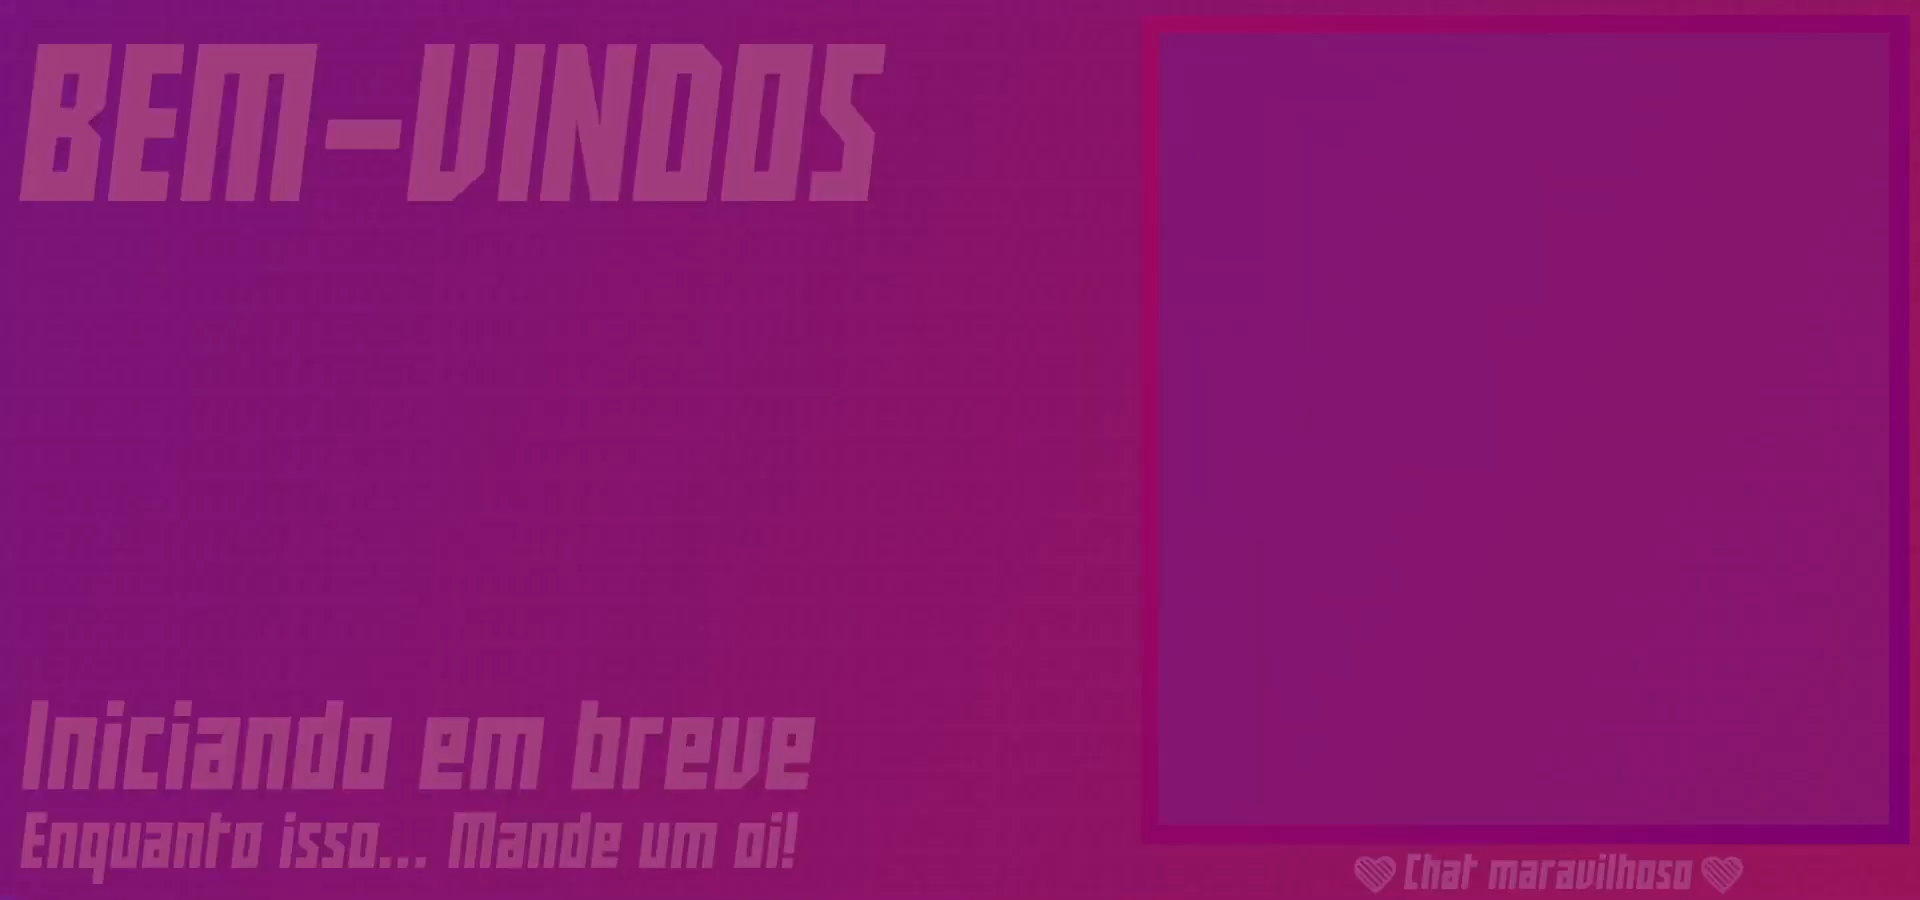 BEM-VINDOS
Iniciando em breve
Enquanto isso... Mande um oi!
Chat maravilhoso